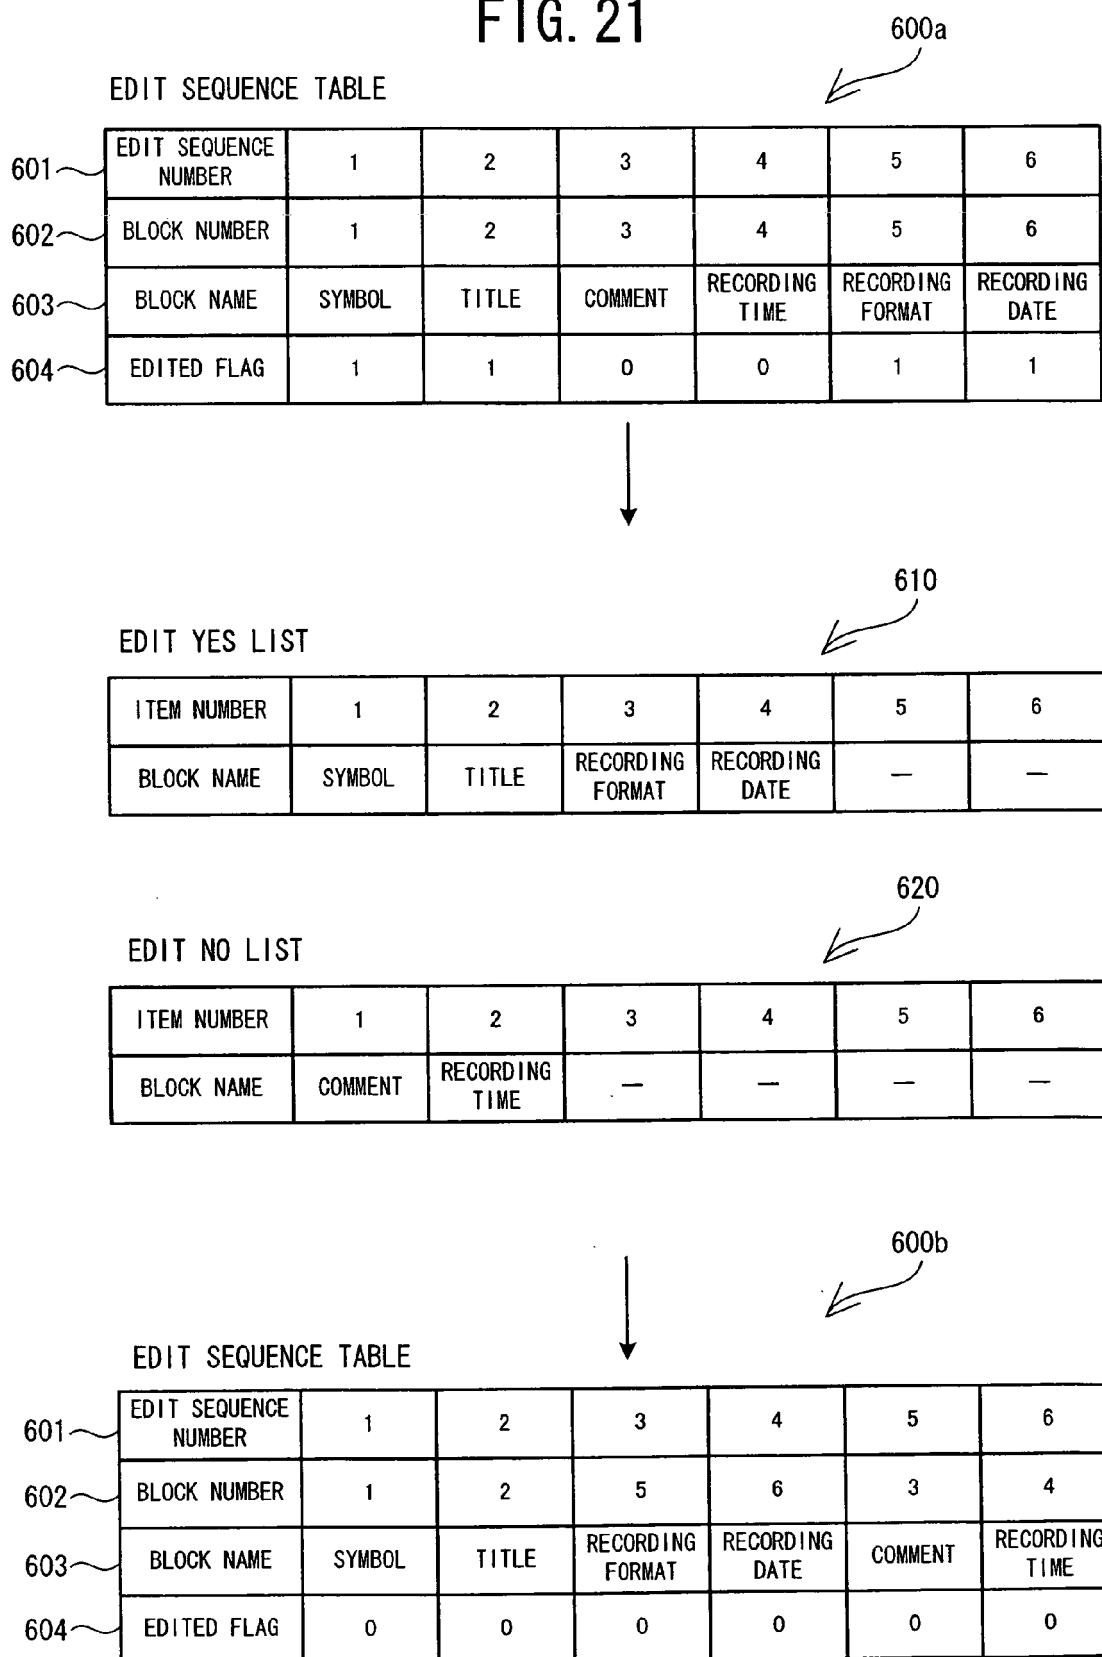 FIG. 21
600a
EDIT SEQUENCE TABLE
601 EDIT SEQUENCE NUMBER 1 2 3 4 5 6
602 BLOCK NUMBER 1 2 3 4 5 6
603 BLOCK NAME SYMBOL TITLE COMMENT RECORDING TIME RECORDING FORMAT RECORDING DATE
604 EDITED FLAG 1 1 0 0 1 1
610
EDIT YES LIST
ITEM NUMBER 1 2 3 4 5 6
BLOCK NAME SYMBOL TITLE RECORDING FORMAT RECORDING DATE — —
620
EDIT NO LIST
ITEM NUMBER 1 2 3 4 5 6
BLOCK NAME COMMENT RECORDING TIME — — — —
600b
EDIT SEQUENCE TABLE
601 EDIT SEQUENCE NUMBER 1 2 3 4 5 6
602 BLOCK NUMBER 1 2 5 6 3 4
603 BLOCK NAME SYMBOL TITLE RECORDING FORMAT RECORDING DATE COMMENT RECORDING TIME
604 EDITED FLAG 0 0 0 0 0 0